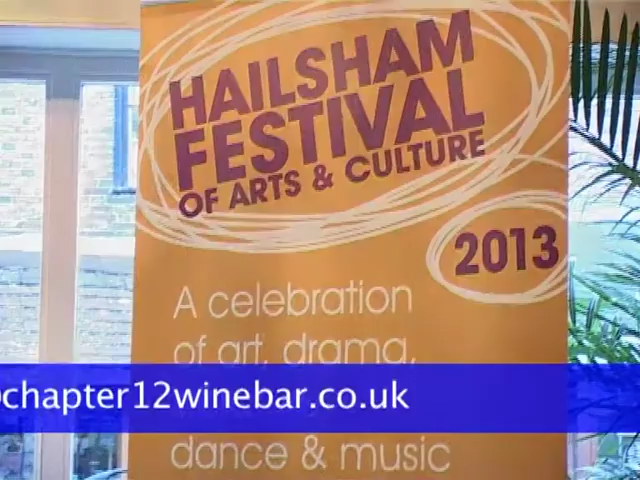 HAILSHAM
FESTIVAL
OF ARTS & CULTURE
2013
A celebration
of art, drama,
chapter12winebar.co.uk
dance & music